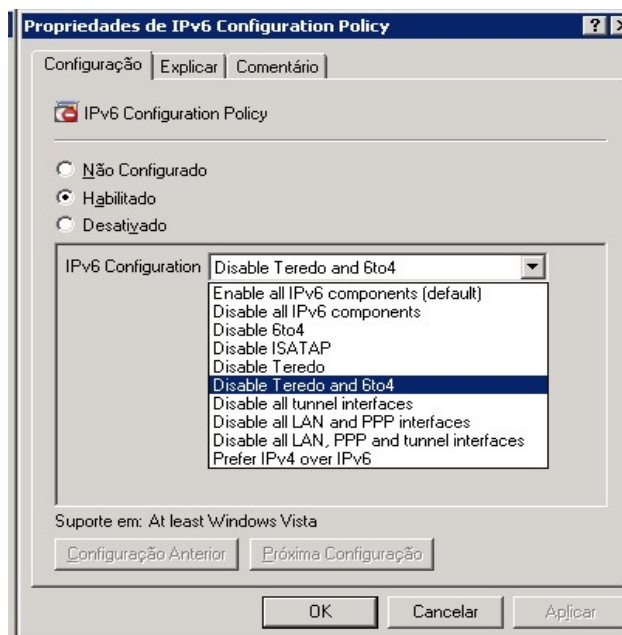 Propriedades de IPv6 Configuration Policy
Configuração
Explicar
Comentário
IPv6 Configuration Policy
Não Configurado
Habilitado
Desativado
IPv6 Configuration
Disable Teredo and 6to4
Enable all IPv6 components (default)
Disable all IPv6 components
Disable 6to4
Disable ISATAP
Disable Teredo
Disable Teredo and 6to4
Disable all tunnel interfaces
Disable all LAN and PPP interfaces
Disable all LAN, PPP and tunnel interfaces
Prefer IPv4 over IPv6
Suporte em: At least Windows Vista
Configuração Anterior
Próxima Configuração
OK
Cancelar
Aplicar